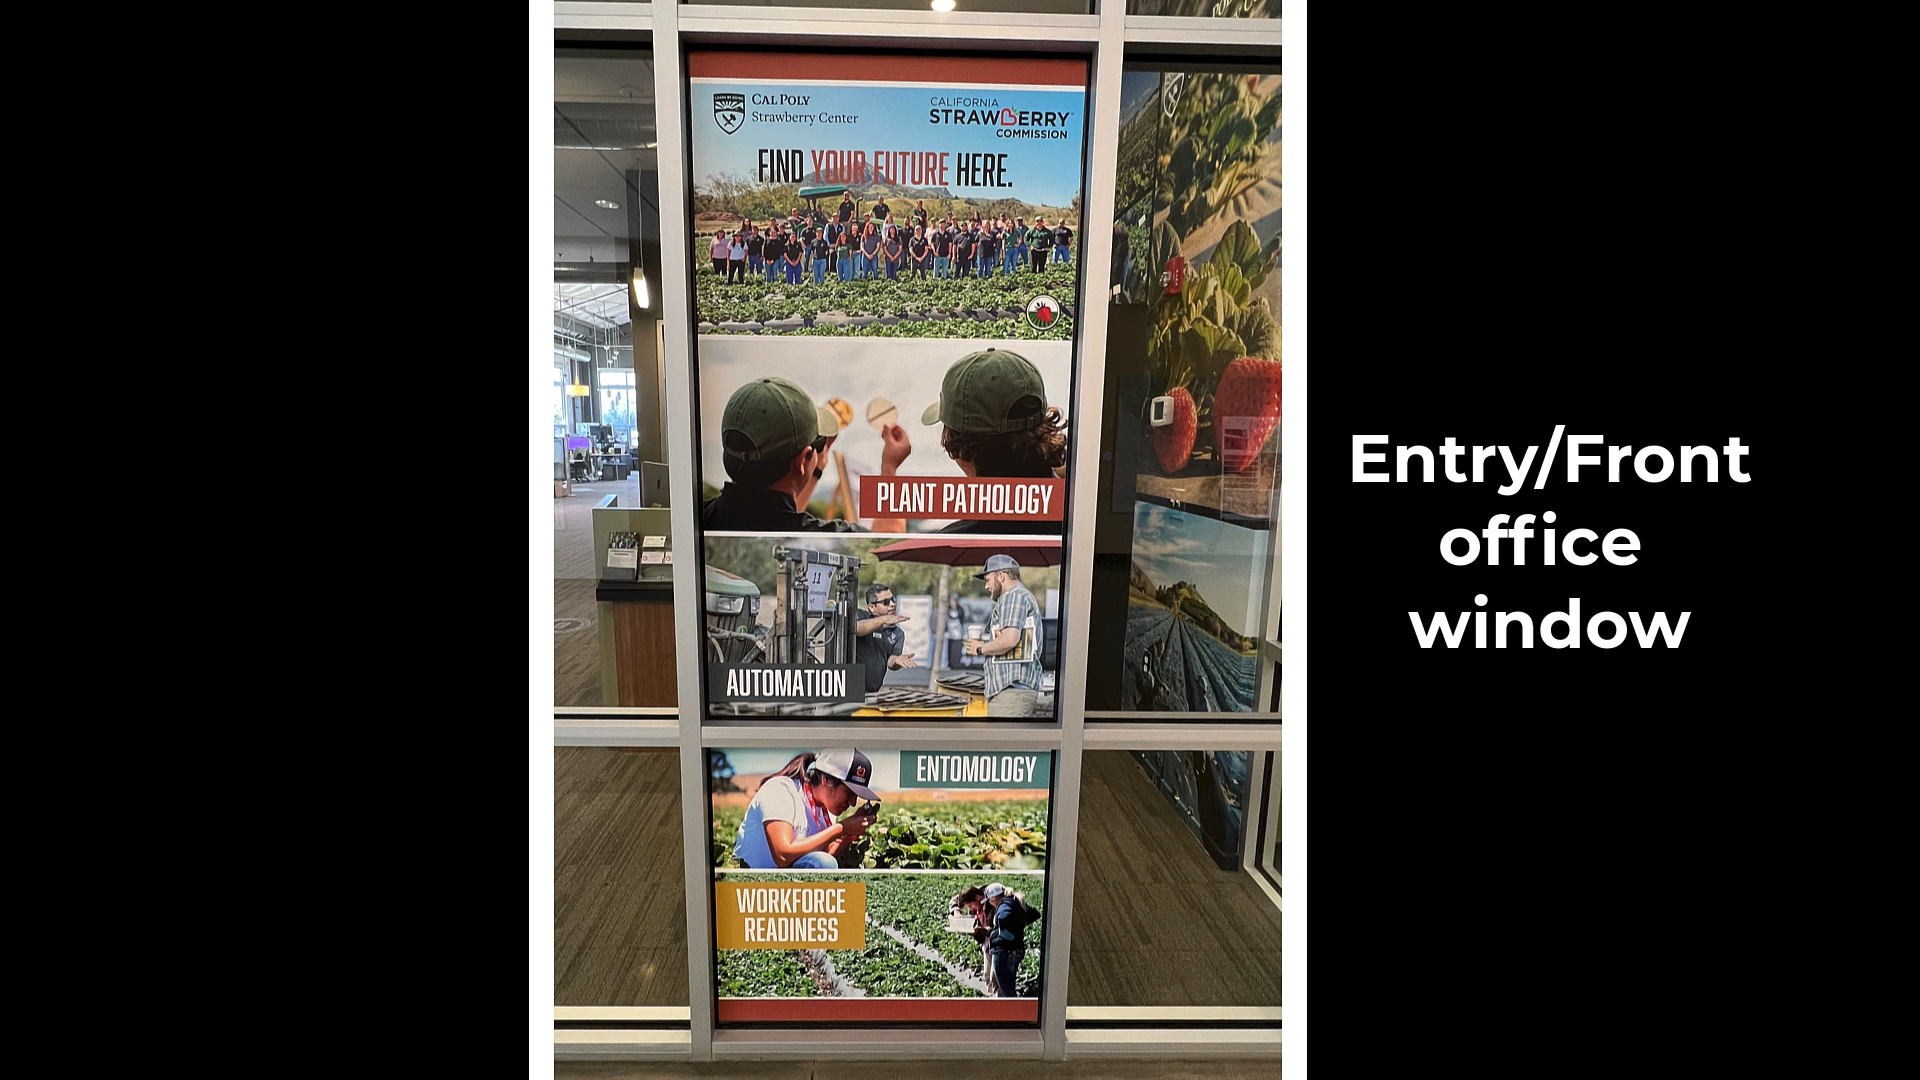 CAL POLY
Strawberry Center
CALIFORNIA
STRAWBERRY
COMMISSION
FIND YOUR FUTURE HERE.
PLANT PATHOLOGY
11
AUTOMATION
ENTOMOLOGY
WORKFORCE
READINESS
Entry/Front
office
window